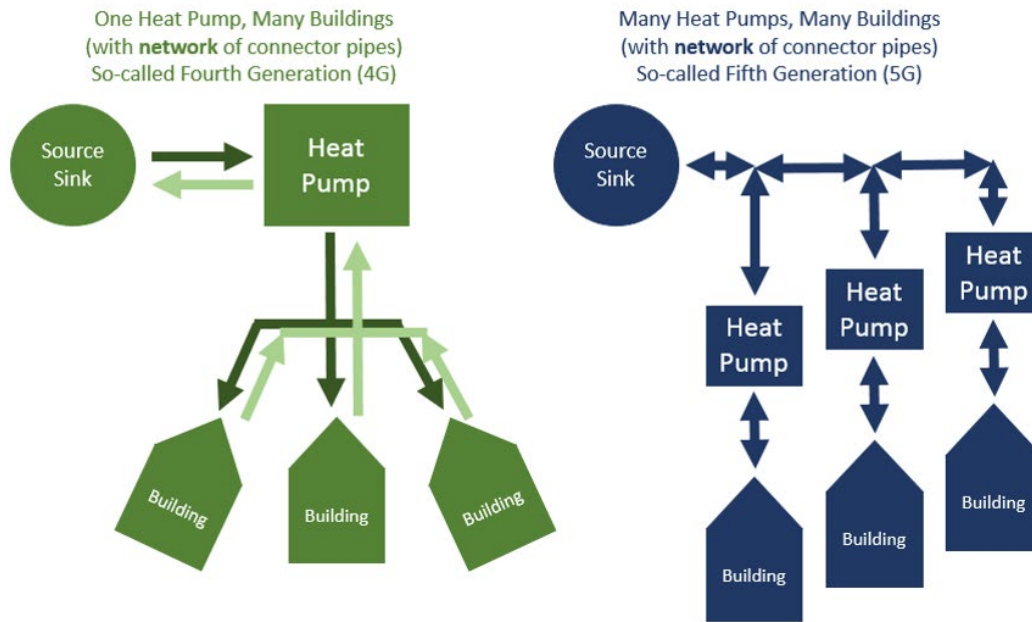 One Heat Pump, Many Buildings
(with network of connector pipes)
So-called Fourth Generation (4G)
Source
Sink
Heat
Pump
Building
Building
Building
Many Heat Pumps, Many Buildings
(with network of connector pipes)
So-called Fifth Generation (5G)
Source
Sink
Heat
Pump
Heat
Pump
Heat
Pump
Building
Building
Building